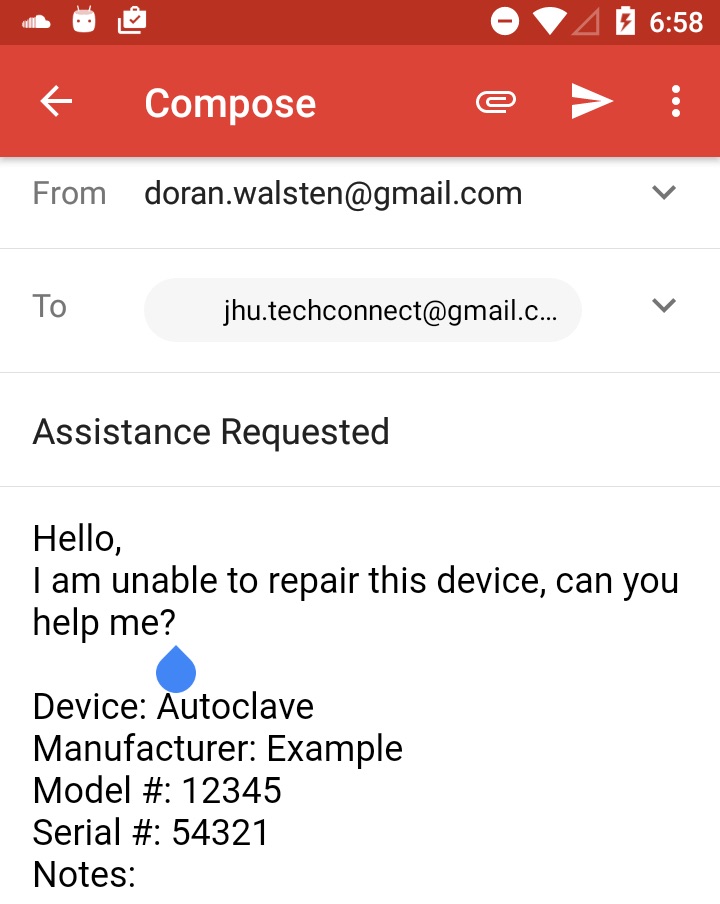 6:58
Compose
From doran.walsten@gmail.com
To jhu.techconnect@gmail.c...
Assistance Requested
Hello,
I am unable to repair this device, can you
help me?
Device: Autoclave
Manufacturer: Example
Model #: 12345
Serial #: 54321
Notes: